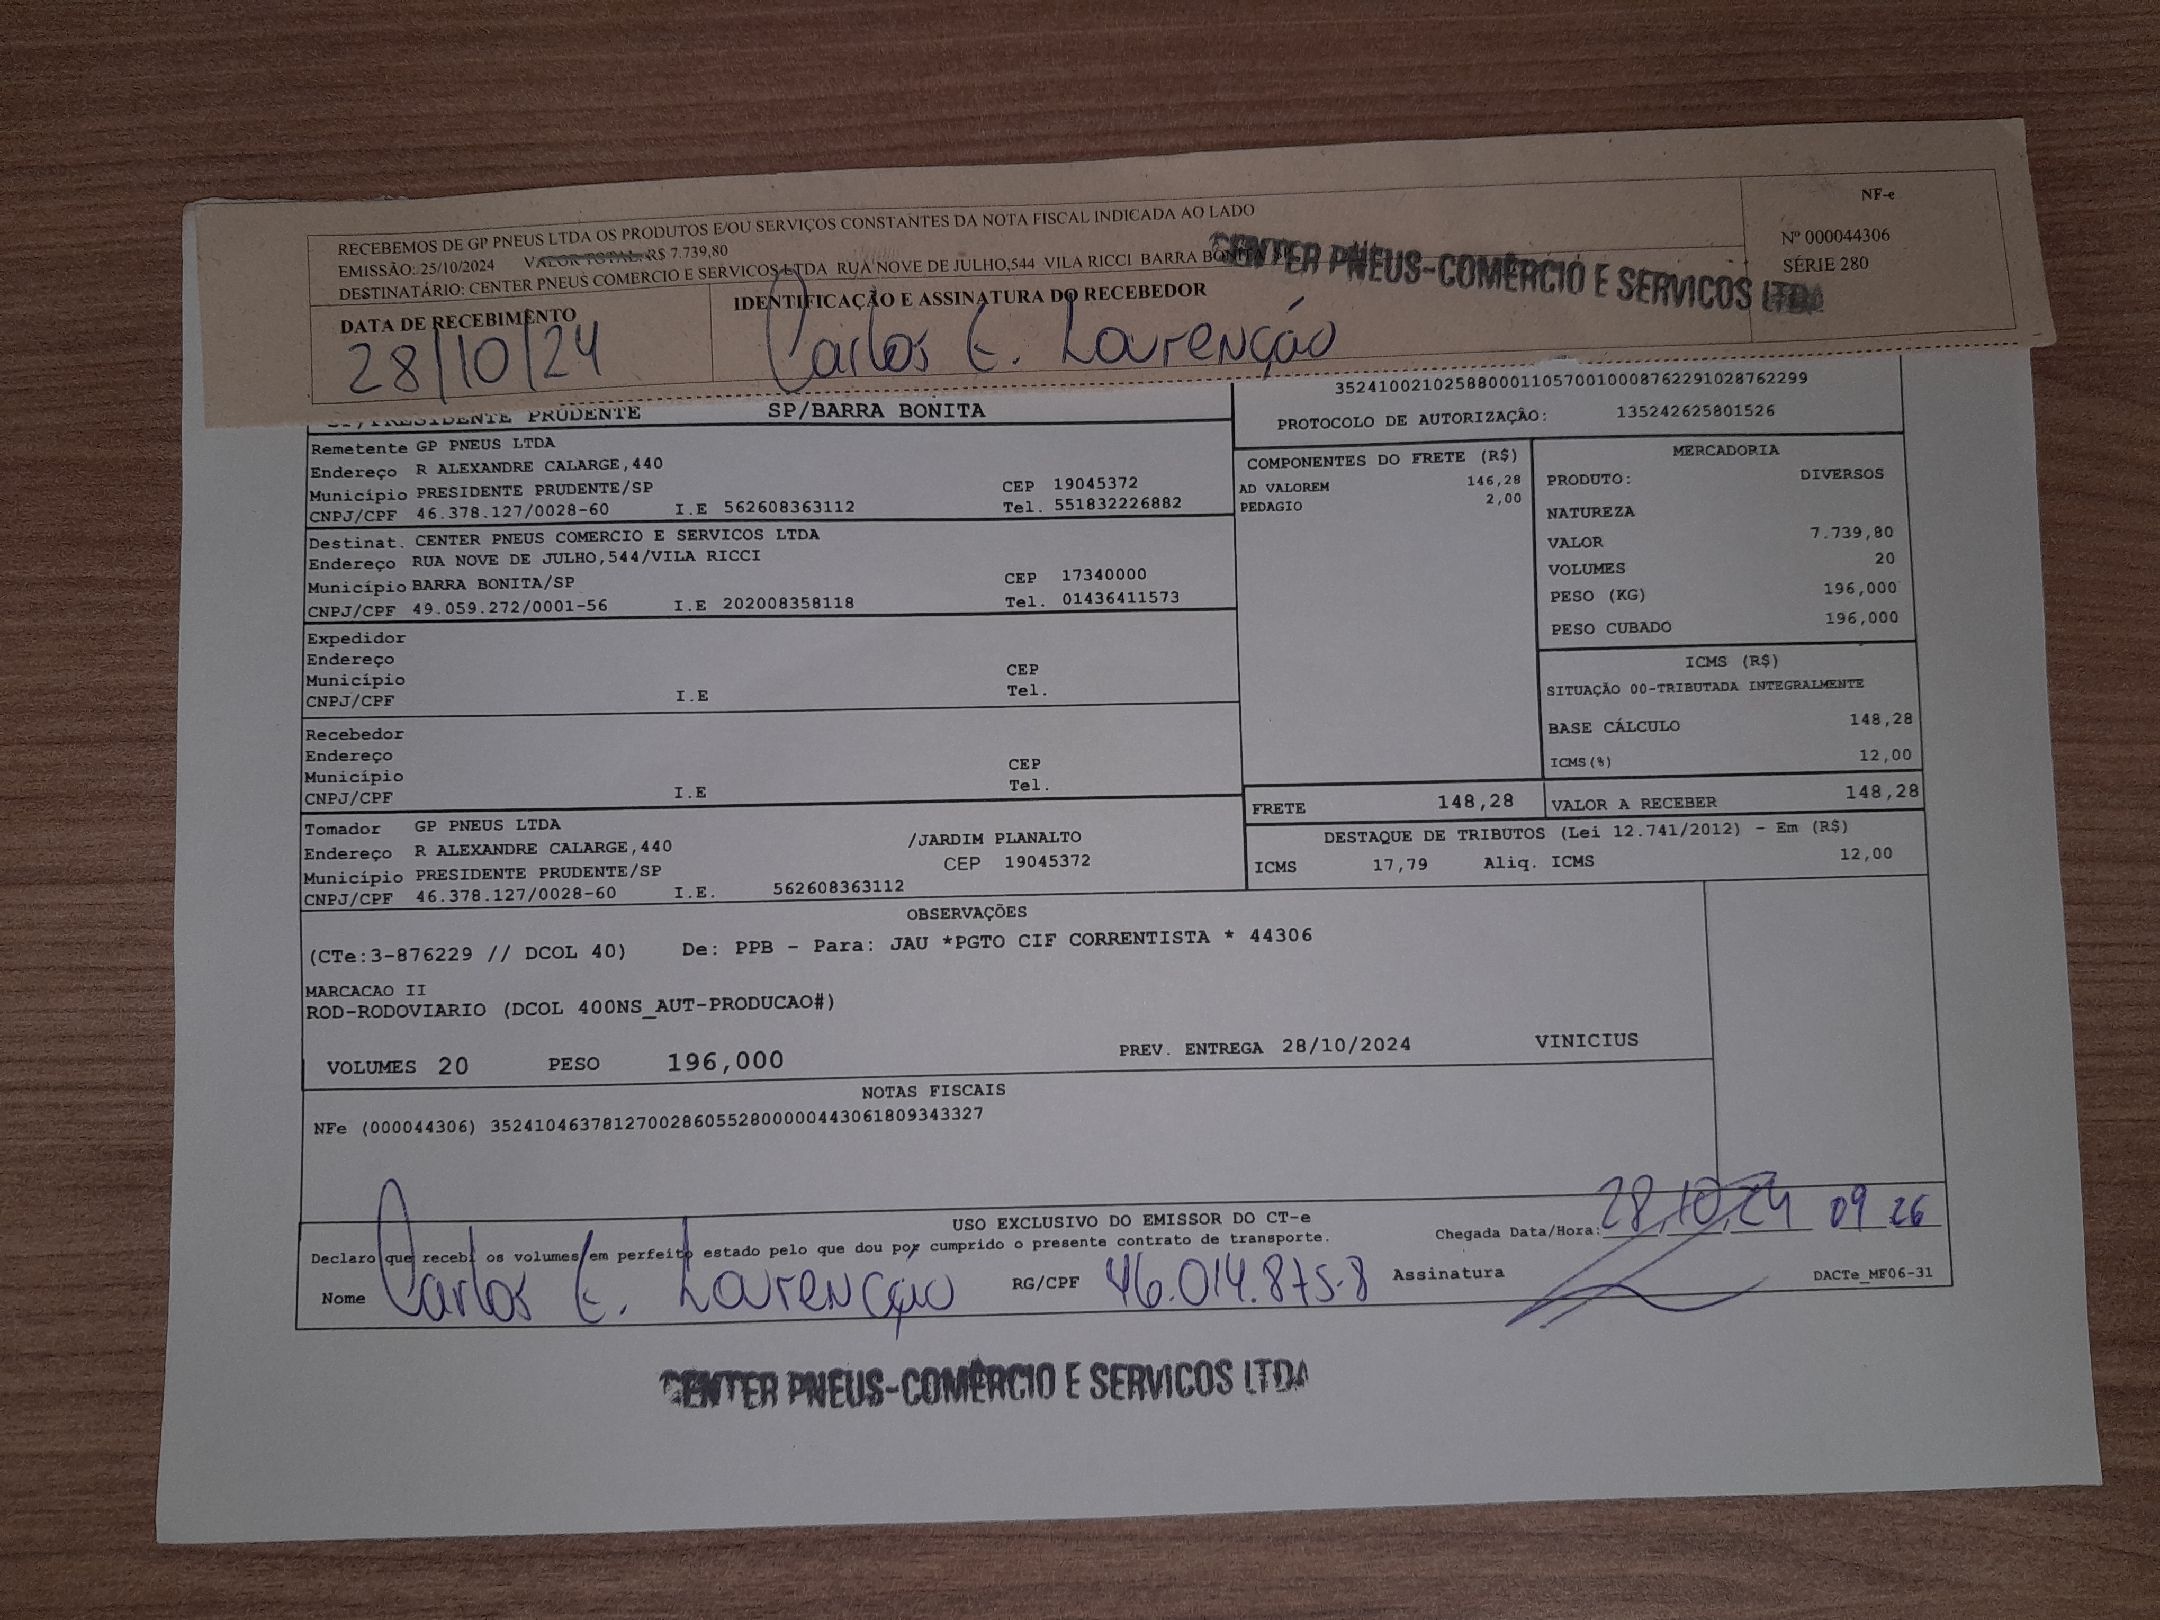 RECEBEMOS DE GP PNEUS LTDA OS PRODUTOS E/OU SERVIÇOS CONSTANTES DA NOTA FISCAL INDICADA AO LADO
EMISSÃO: 25/10/2024 VALOR TOTAL: R$ 7.739,80
DESTINATÁRIO: CENTER PNEUS COMERCIO E SERVICOS LTDA RUA NOVE DE JULHO,544 VILA RICCI BARRA BONITA
NF-e
Nº 000044306
SÉRIE 280
CENTER PNEUS-COMÉRCIO E SERVICOS LTDA
DATA DE RECEBIMENTO
28/10/24
IDENTIFICAÇÃO E ASSINATURA DO RECEBEDOR
Carlos E. Lourenção
SP/PRESIDENTE PRUDENTE SP/BARRA BONITA
35241002102588000110570010008762291028762299
PROTOCOLO DE AUTORIZAÇÃO: 135242625801526
Remetente GP PNEUS LTDA
Endereço R ALEXANDRE CALARGE,440
Município PRESIDENTE PRUDENTE/SP CEP 19045372
CNPJ/CPF 46.378.127/0028-60 I.E 562608363112 Tel. 551832226882
Destinat. CENTER PNEUS COMERCIO E SERVICOS LTDA
Endereço RUA NOVE DE JULHO,544/VILA RICCI
Município BARRA BONITA/SP CEP 17340000
CNPJ/CPF 49.059.272/0001-56 I.E 202008358118 Tel. 01436411573
Expedidor
Endereço
Município CEP
CNPJ/CPF I.E Tel.
Recebedor
Endereço
Município CEP
CNPJ/CPF I.E Tel.
Tomador GP PNEUS LTDA
Endereço R ALEXANDRE CALARGE,440 /JARDIM PLANALTO
Município PRESIDENTE PRUDENTE/SP CEP 19045372
CNPJ/CPF 46.378.127/0028-60 I.E. 562608363112
COMPONENTES DO FRETE (R$)
AD VALOREM 146,28
PEDAGIO 2,00
MERCADORIA
PRODUTO: DIVERSOS
NATUREZA
VALOR 7.739,80
VOLUMES 20
PESO (KG) 196,000
PESO CUBADO 196,000
ICMS (R$)
SITUAÇÃO 00-TRIBUTADA INTEGRALMENTE
BASE CÁLCULO 148,28
ICMS(%) 12,00
FRETE 148,28 VALOR A RECEBER 148,28
DESTAQUE DE TRIBUTOS (Lei 12.741/2012) - Em (R$)
ICMS 17,79 Aliq. ICMS 12,00
OBSERVAÇÕES
(CTe:3-876229 // DCOL 40) De: PPB - Para: JAU *PGTO CIF CORRENTISTA * 44306
MARCACAO II
ROD-RODOVIARIO (DCOL 400NS_AUT-PRODUCAO#)
VOLUMES 20 PESO 196,000 PREV. ENTREGA 28/10/2024 VINICIUS
NOTAS FISCAIS
NFe (000044306) 35241046378127002860552800000443061809343327
USO EXCLUSIVO DO EMISSOR DO CT-e
Chegada Data/Hora: 28/10/24 09 26
Declaro que recebi os volumes em perfeito estado pelo que dou por cumprido o presente contrato de transporte.
Nome Carlos E. Lourenção RG/CPF 46.014.875-8 Assinatura DACTe_MF06-31
CENTER PNEUS-COMÉRCIO E SERVICOS LTDA